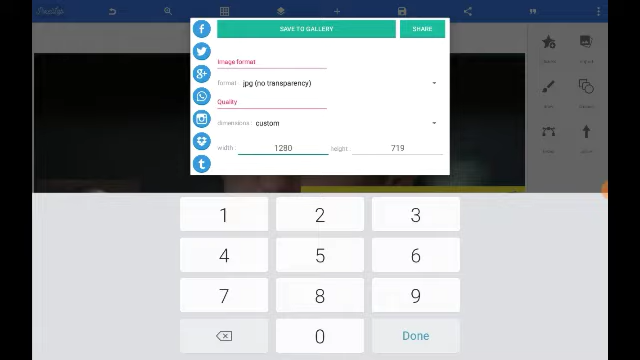 SAVE TO GALLERY SHARE
Image format
format : jpg (no transparency)
Quality
dimensions : custom
width : 1280 height : 719
1 2 3
4 5 6
7 8 9
0 Done